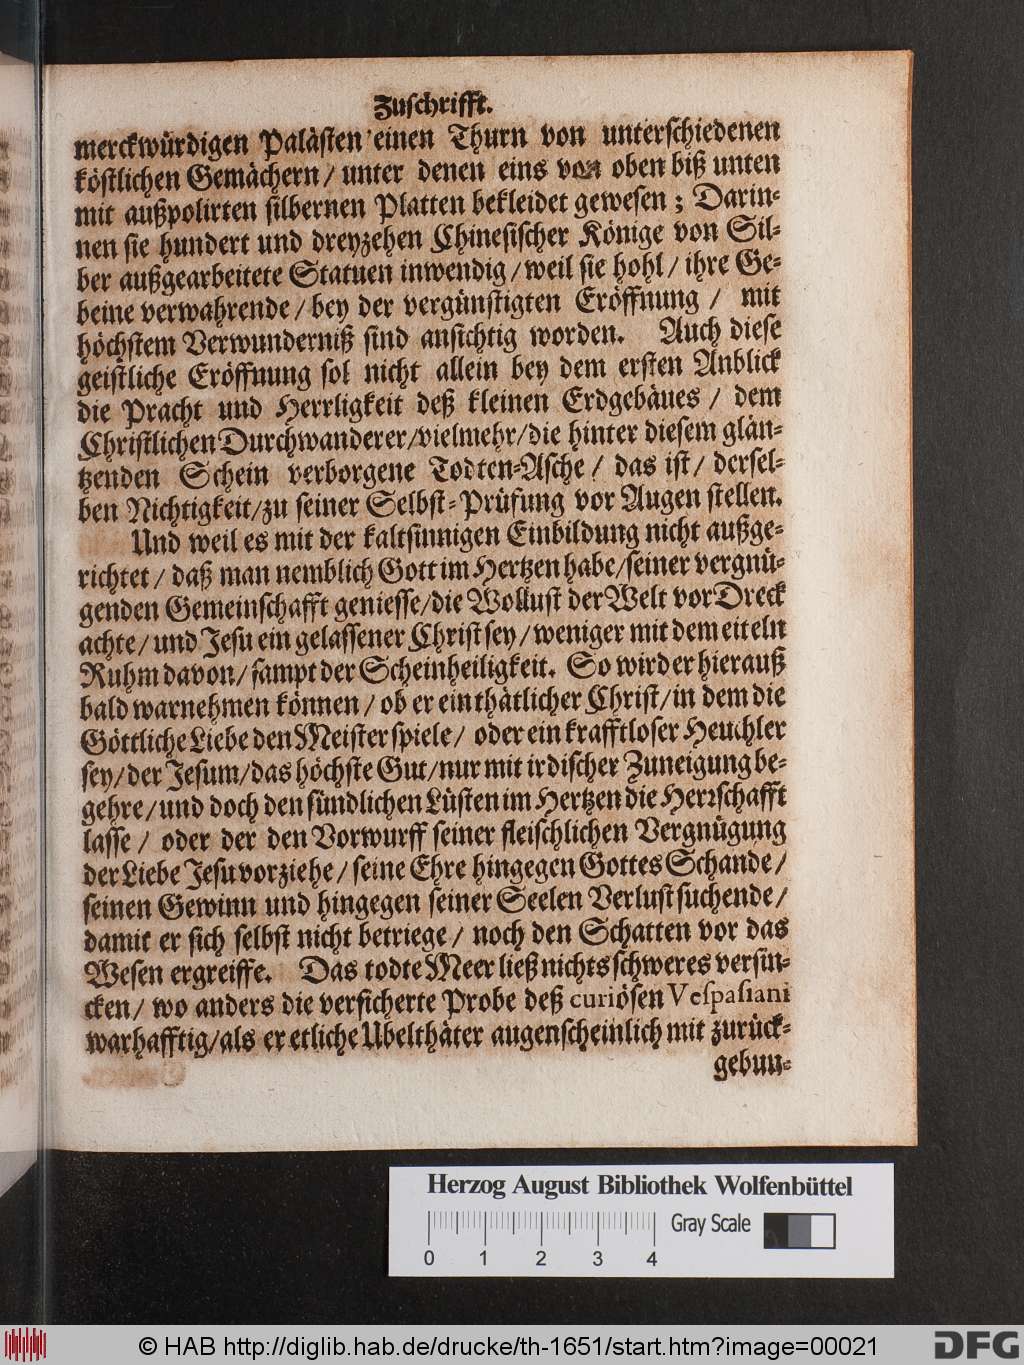 Zuschrifft.
merckwürdigen Palästen einen Thurn von unterschiedenen
köstlichen Gemächern/ unter denen eins von oben biß unten
mit außpolirten silbernen Platten bekleidet gewesen; Darin-
nen sie hundert und dreyzehen Chinesischer Könige von Sil-
ber außgearbeitete Statuen inwendig/weil sie hohl/ ihre Ge-
beine verwahrende/bey der vergünstigten Eröffnung/ mit
höchstem Verwunderniß sind ansichtig worden. Auch diese
geistliche Eröffnung sol nicht allein bey dem ersten Anblick
die Pracht und Herrligkeit deß kleinen Erdgebäues/ dem
Christlichen Durchwanderer/vielmehr/die hinter diesem glän-
tzenden Schein verborgene Todten-Asche/ das ist/ dersel-
ben Nichtigkeit/zu seiner Selbst-Prüfung vor Augen stellen.
Und weil es mit der kaltsinnigen Einbildung nicht außge-
richtet/ daß man nemblich Gott im Hertzen habe/seiner vergnü-
genden Gemeinschafft geniesse/die Wollust der Welt vor Dreck
achte/und Jesu ein gelassener Christ sey/weniger mit dem eiteln
Ruhm davon/ sampt der Scheinheiligkeit. So wird er hierauß
bald warnehmen können/ ob er ein thätlicher Christ/in dem die
Göttliche Liebe den Meister spiele/ oder ein krafftloser Heuchler
sey/der Jesum/das höchste Gut/nur mit irdischer Zuneigung be-
gehre/und doch den sündlichen Lüsten im Hertzen die Herrschafft
lasse/ oder der den Vorwurff seiner fleischlichen Vergnügung
der Liebe Jesu vorziehe/seine Ehre hingegen Gottes Schande/
seinen Gewinn und hingegen seiner Seelen Verlust suchende/
damit er sich selbst nicht betriege/ noch den Schatten vor das
Wesen ergreiffe. Das todte Meer ließ nichts schweres versin-
cken/ wo anders die versicherte Probe deß curiösen Vespasiani
warhafftig/als er etliche Ubelthäter augenscheinlich mit zurück-
gebun-
Herzog August Bibliothek Wolfenbüttel
Gray Scale
0 1 2 3 4
© HAB http://diglib.hab.de/drucke/th-1651/start.htm?image=00021
DFG